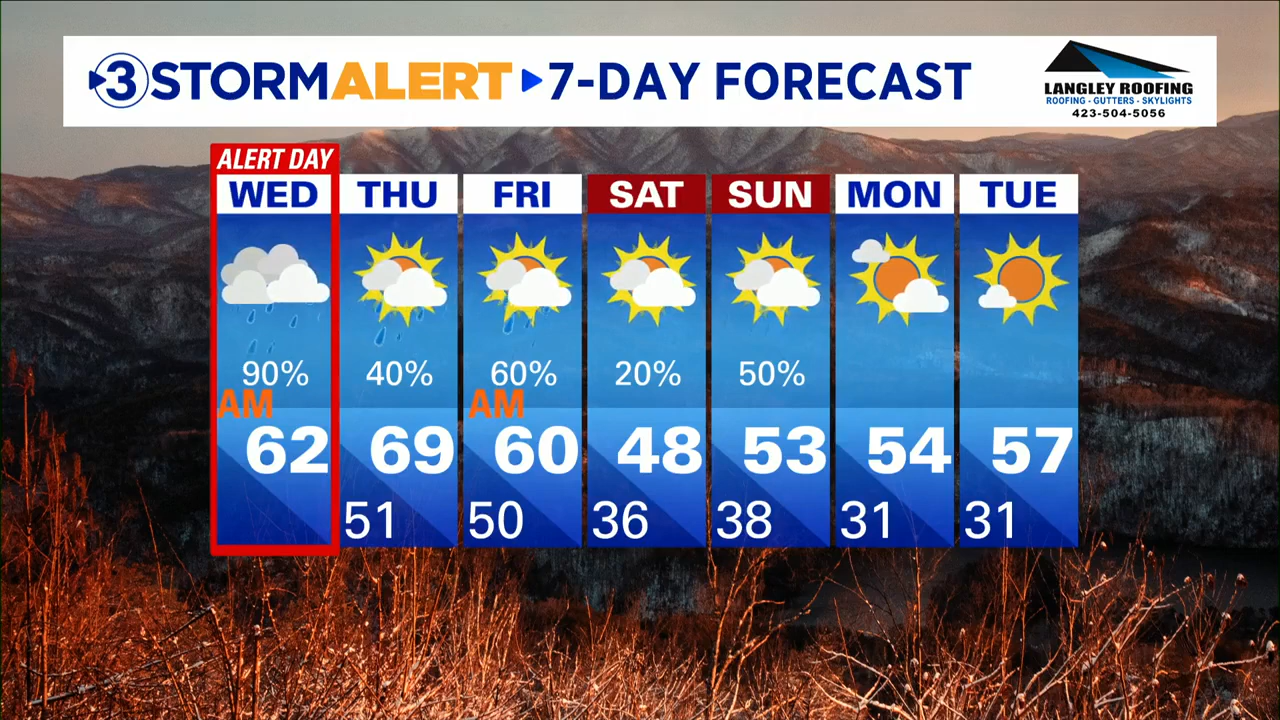 3 STORM ALERT 7-DAY FORECAST
LANGLEY ROOFING
ROOFING - GUTTERS - SKYLIGHTS
423-504-5056
ALERT DAY
WED THU FRI SAT SUN MON TUE
90% 40% 60% 20% 50%
AM AM
62 69 60 48 53 54 57
51 50 36 38 31 31